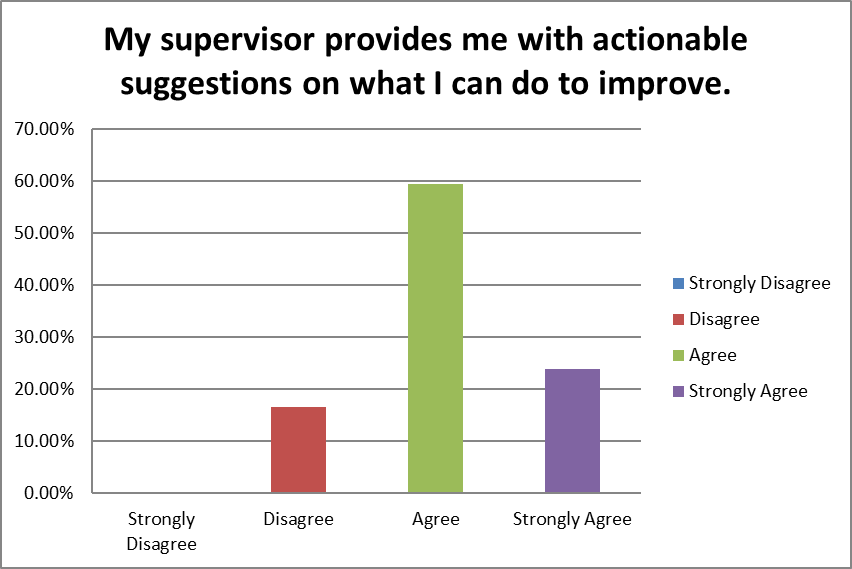 My supervisor provides me with actionable
suggestions on what I can do to improve.
70.00%
60.00%
50.00%
40.00%
30.00%
20.00%
10.00%
0.00%
Strongly
Disagree
Disagree
Agree
Strongly Agree
Strongly Disagree
Disagree
Agree
Strongly Agree